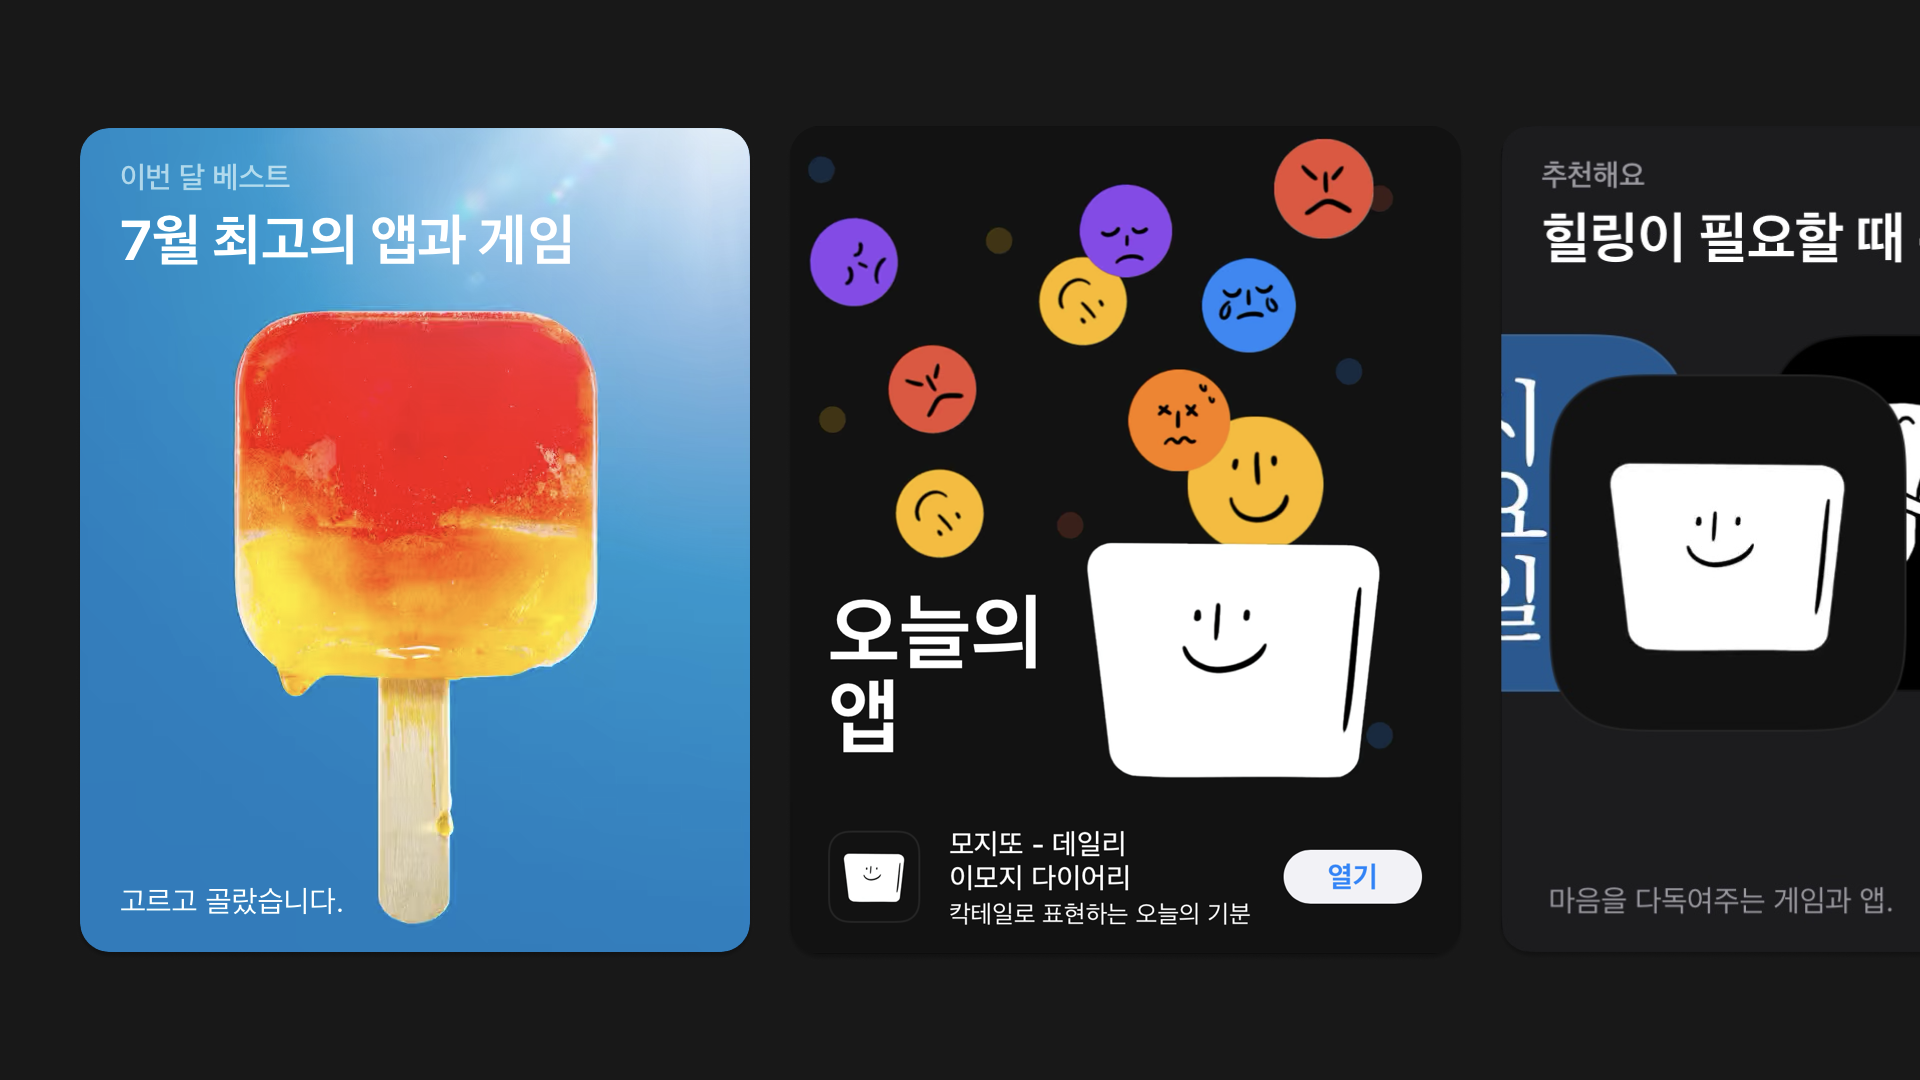 이번 달 베스트
7월 최고의 앱과 게임
고르고 골랐습니다.
오늘의
앱
모지또 - 데일리
이모지 다이어리
칵테일로 표현하는 오늘의 기분
열기
추천해요
힐링이 필요할 때
요
일
마음을 다독여주는 게임과 앱.